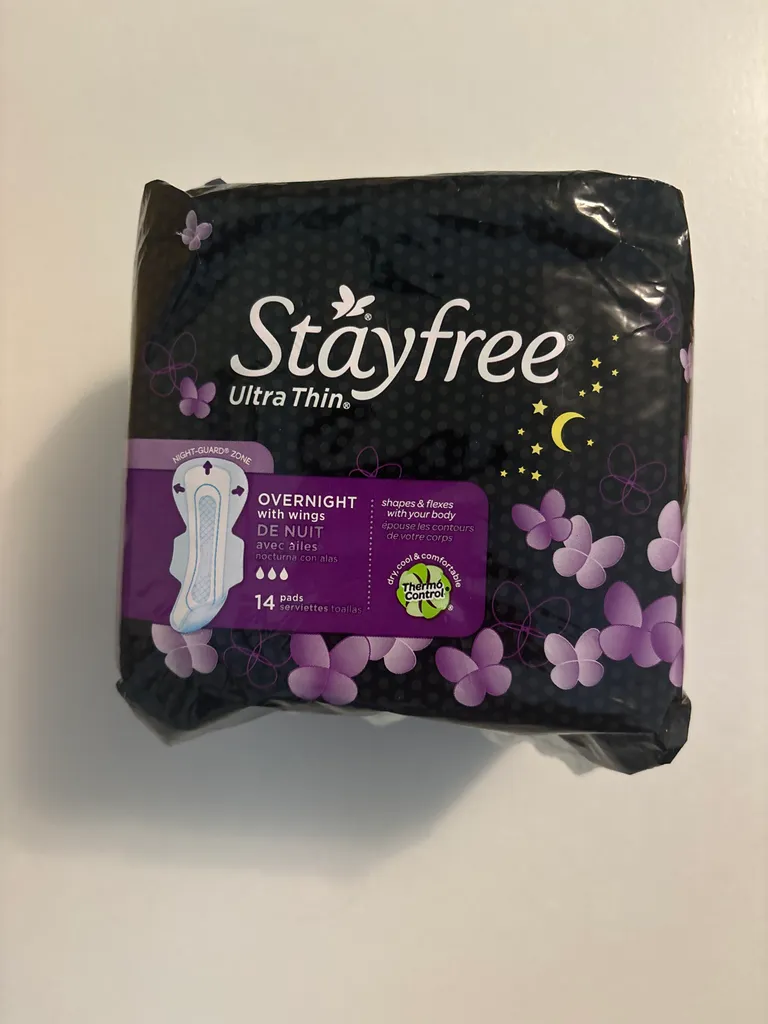 Stayfree®
Ultra Thin®
NIGHT-GUARD® ZONE
OVERNIGHT
with wings
DE NUIT
avec ailes
nocturna con alas
14 pads
serviettes toallas
shapes & flexes
with your body
épouse les contours
de votre corps
dry, cool & comfortable
Thermo
Control®